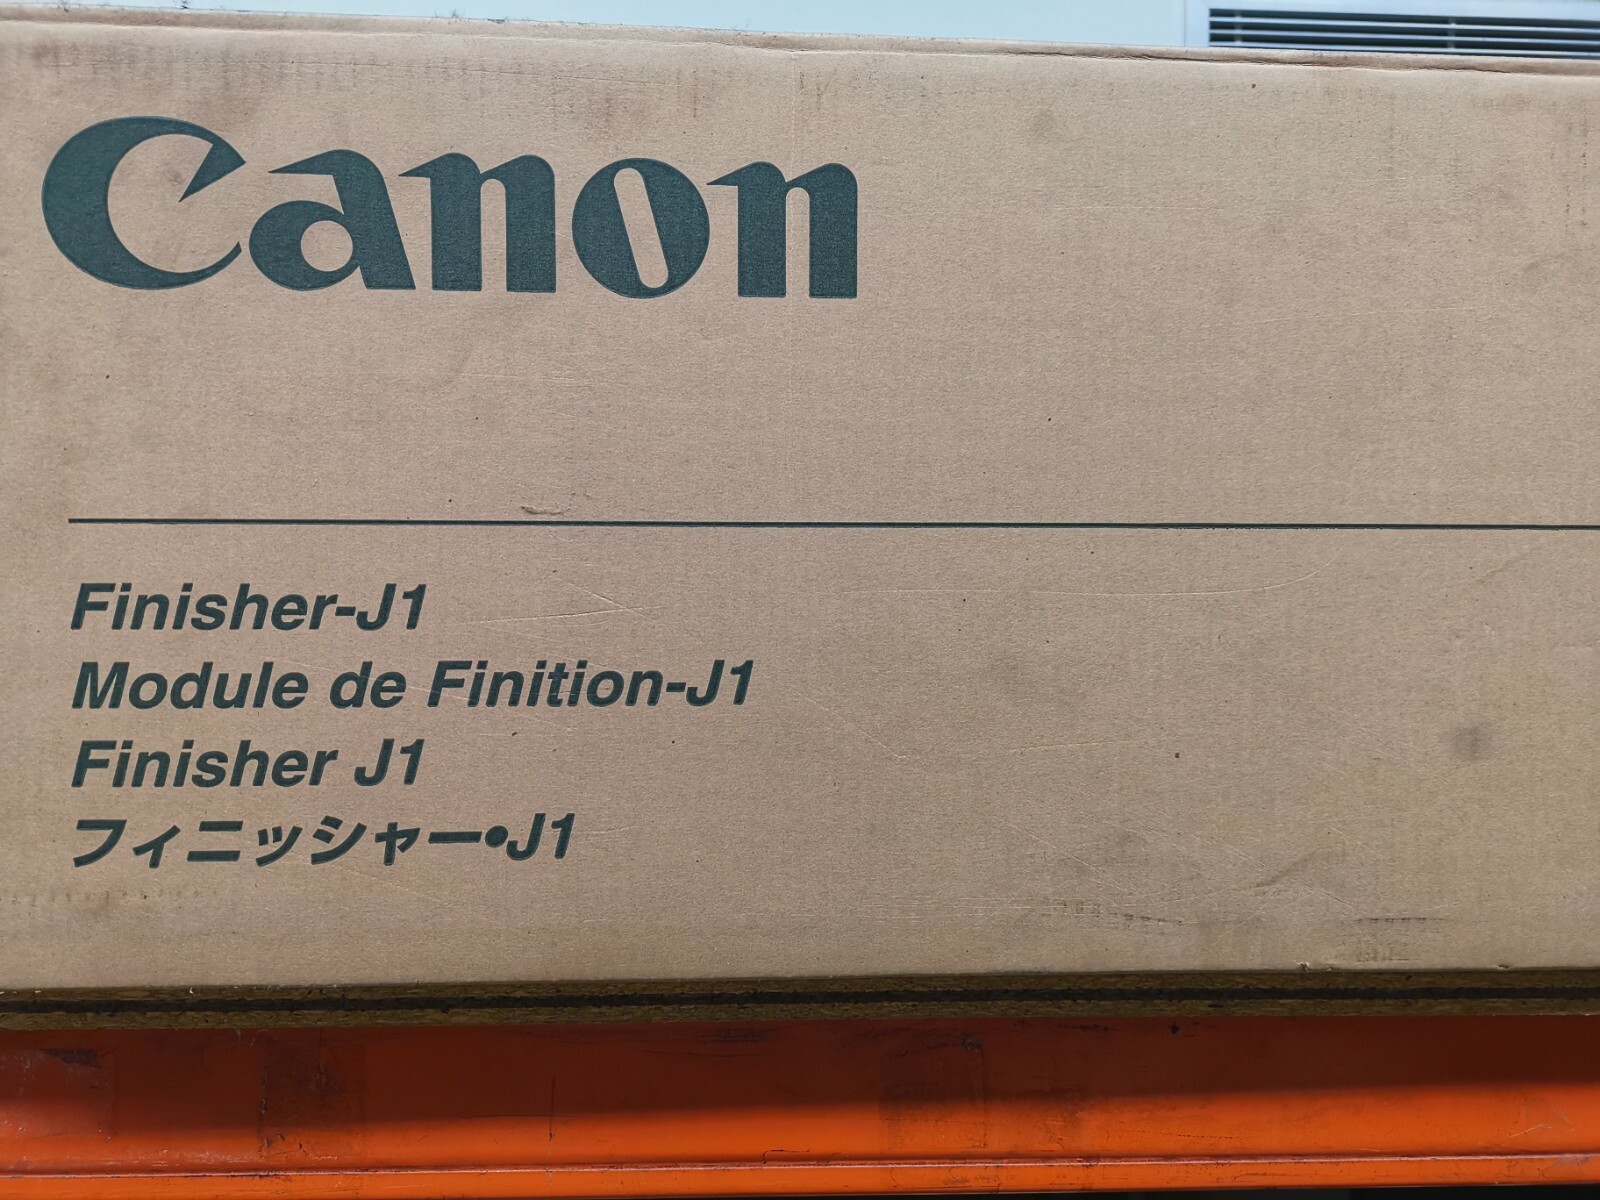 Canon
Finisher-J1
Module de Finition-J1
Finisher J1
フィニッシャー•J1